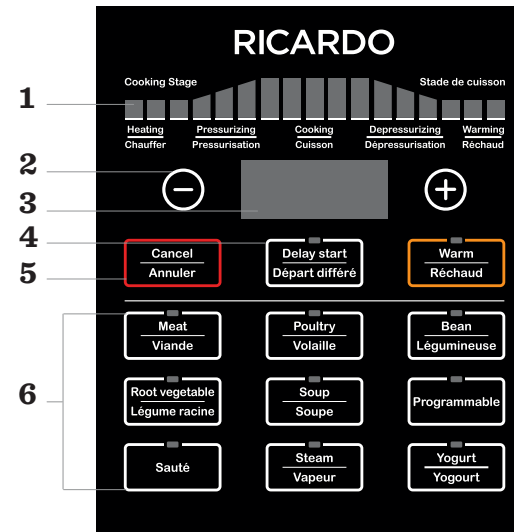 RICARDO
Cooking Stage Stade de cuisson
1
Heating Pressurizing Cooking Depressurizing Warming
Chauffer Pressurisation Cuisson Dépressurisation Réchaud
2
3
4
Cancel Delay start Warm
5 Annuler Départ différé Réchaud
Meat Poultry Bean
Viande Volaille Légumineuse
6 Root vegetable Soup Programmable
Légume racine Soupe
Sauté Steam Yogurt
Vapeur Yogourt